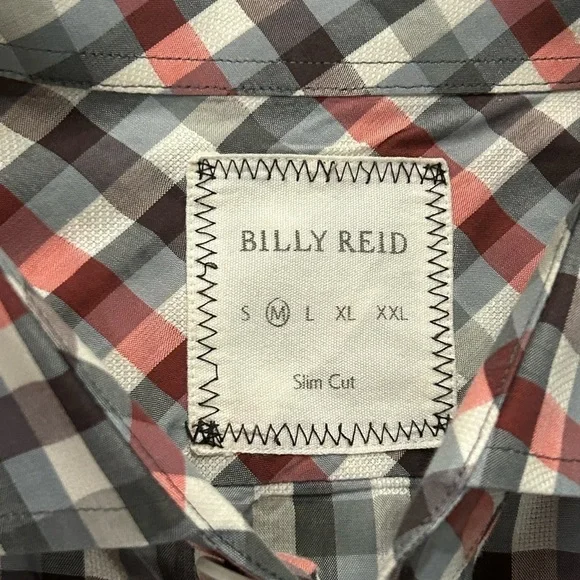 BILLY REID
S M L XL XXL
Slim Cut